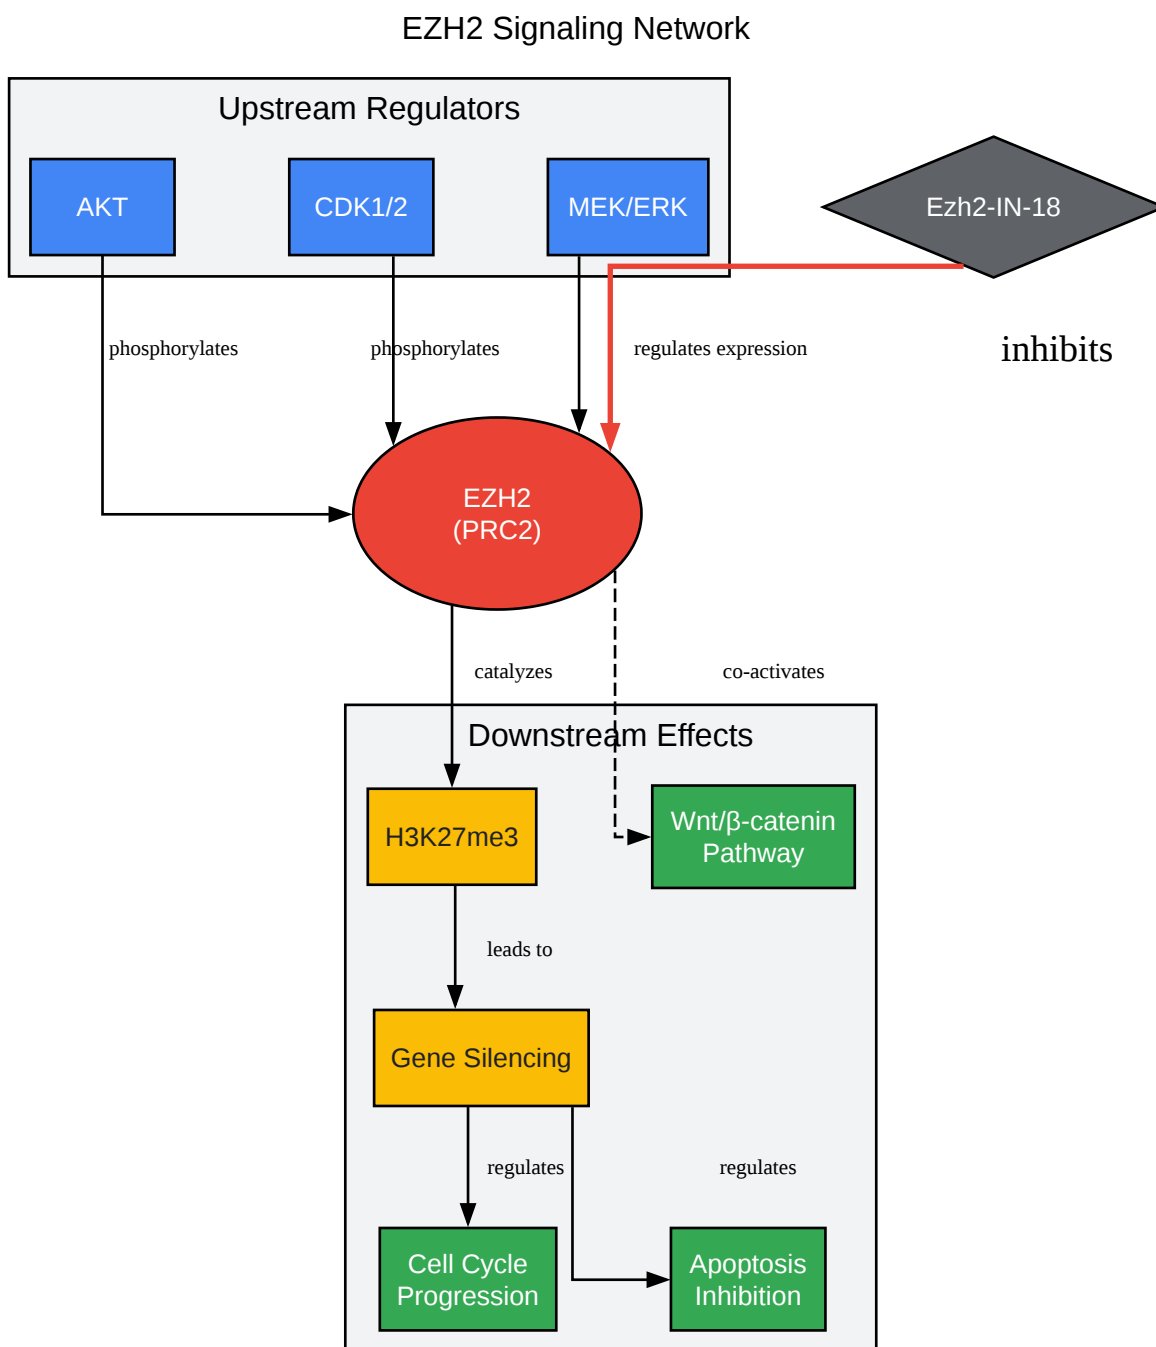 EZH2 Signaling Network
Upstream Regulators
AKT
CDK1/2
MEK/ERK
Ezh2-IN-18
phosphorylates
phosphorylates
regulates expression
inhibits
EZH2
(PRC2)
catalyzes
co-activates
Downstream Effects
H3K27me3
Wnt/β-catenin
Pathway
leads to
Gene Silencing
regulates
regulates
Cell Cycle
Progression
Apoptosis
Inhibition